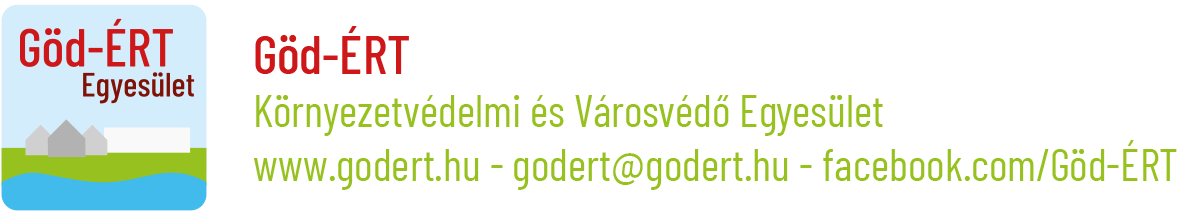 Göd-ÉRT
Egyesület
Göd-ÉRT
Környezetvédelmi és Városvédő Egyesület
www.godert.hu - godert@godert.hu - facebook.com/Göd-ÉRT